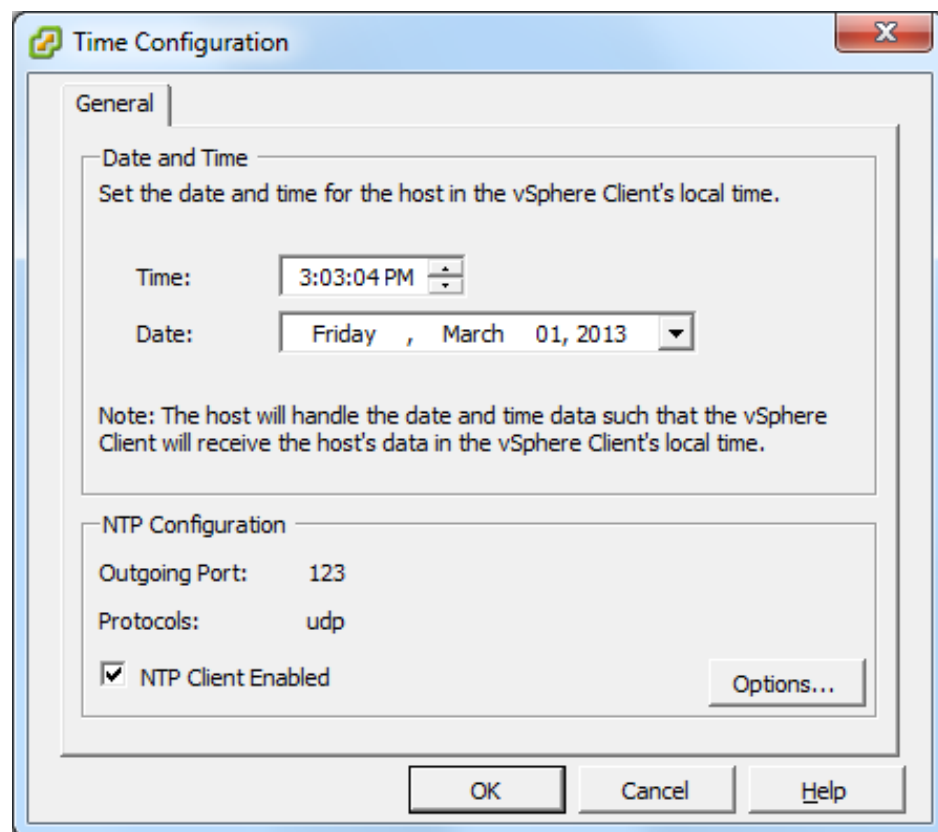 Time Configuration
General
Date and Time
Set the date and time for the host in the vSphere Client's local time.
Time: 3:03:04 PM
Date: Friday , March 01, 2013
Note: The host will handle the date and time data such that the vSphere
Client will receive the host's data in the vSphere Client's local time.
NTP Configuration
Outgoing Port: 123
Protocols: udp
NTP Client Enabled
Options...
OK Cancel Help